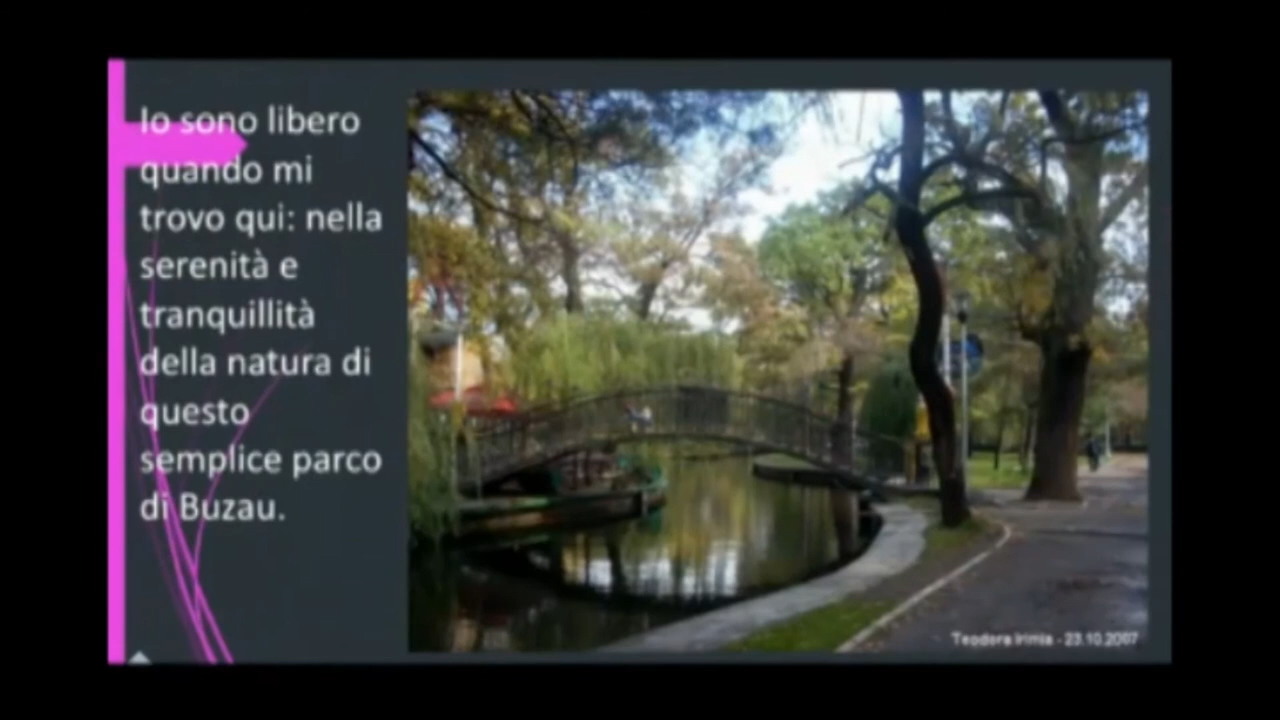 Io sono libero
quando mi
trovo qui: nella
serenità e
tranquillità
della natura di
questo
semplice parco
di Buzau.
Teodora Irimia - 23.10.2007